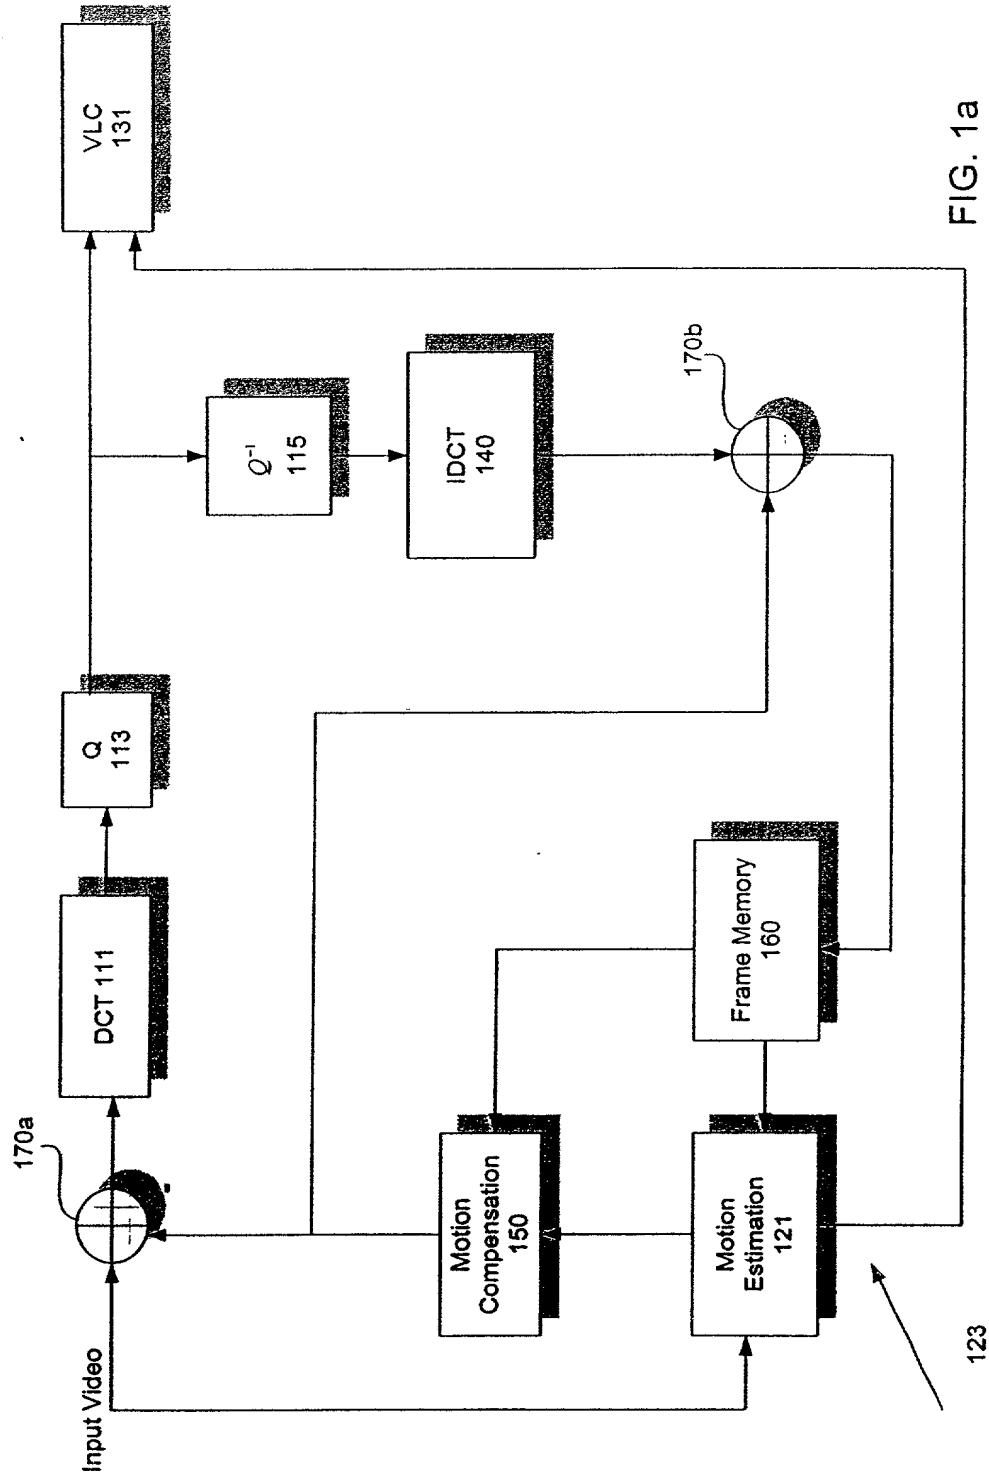 Input Video
170a
DCT 111
Q
113
VLC
131
Q⁻¹
115
IDCT
140
170b
Motion
Compensation
150
Frame Memory
160
Motion
Estimation
121
123
FIG. 1a